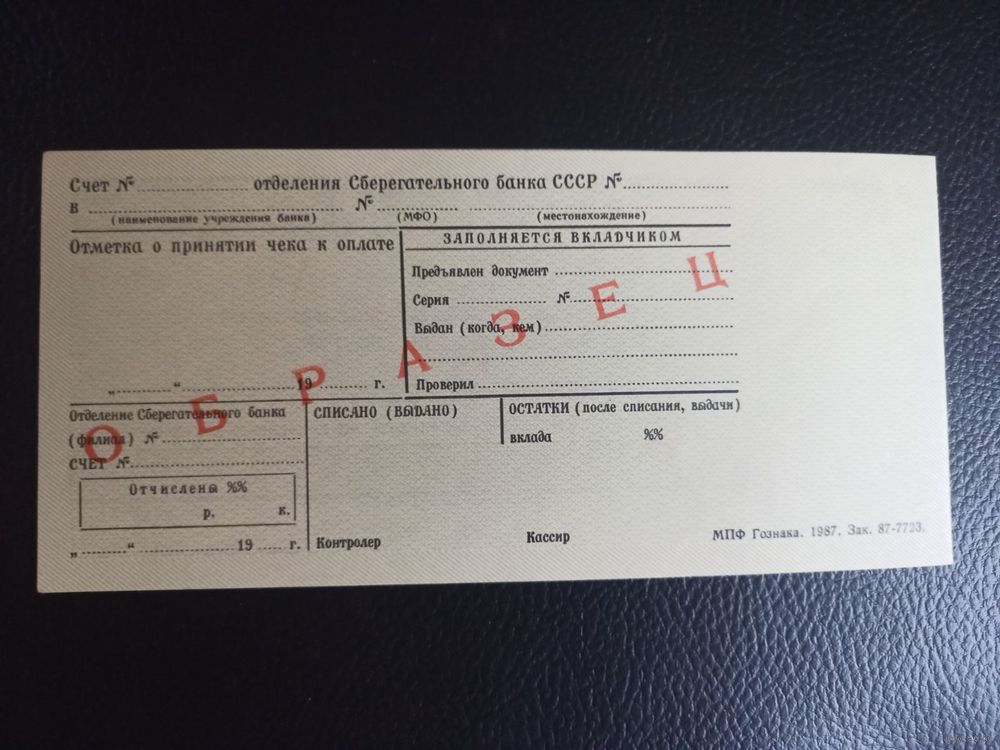 Счет № ........ отделения Сберегательного банка СССР № ........
В ........ № ........
(наименование учреждения банка) (МФО) (местонахождение)
Отметка о принятии чека к оплате
„........“ ........ 19 ........ г.
ЗАПОЛНЯЕТСЯ ВКЛАДЧИКОМ
Предъявлен документ ........
Серия ........ № ........
Выдан (когда, кем) ........
Проверил ........
ОБРАЗЕЦ
Отделение Сберегательного банка
(филиал) № ........
СЧЕТ № ........
Отчислены %%
р. к.
„........“ ........ 19 ..... г.
СПИСАНО (ВЫДАНО)
Контролер
ОСТАТКИ (после списания, выдачи)
вклада %%
Кассир
МПФ Гознака. 1987. Зак. 87-7723.